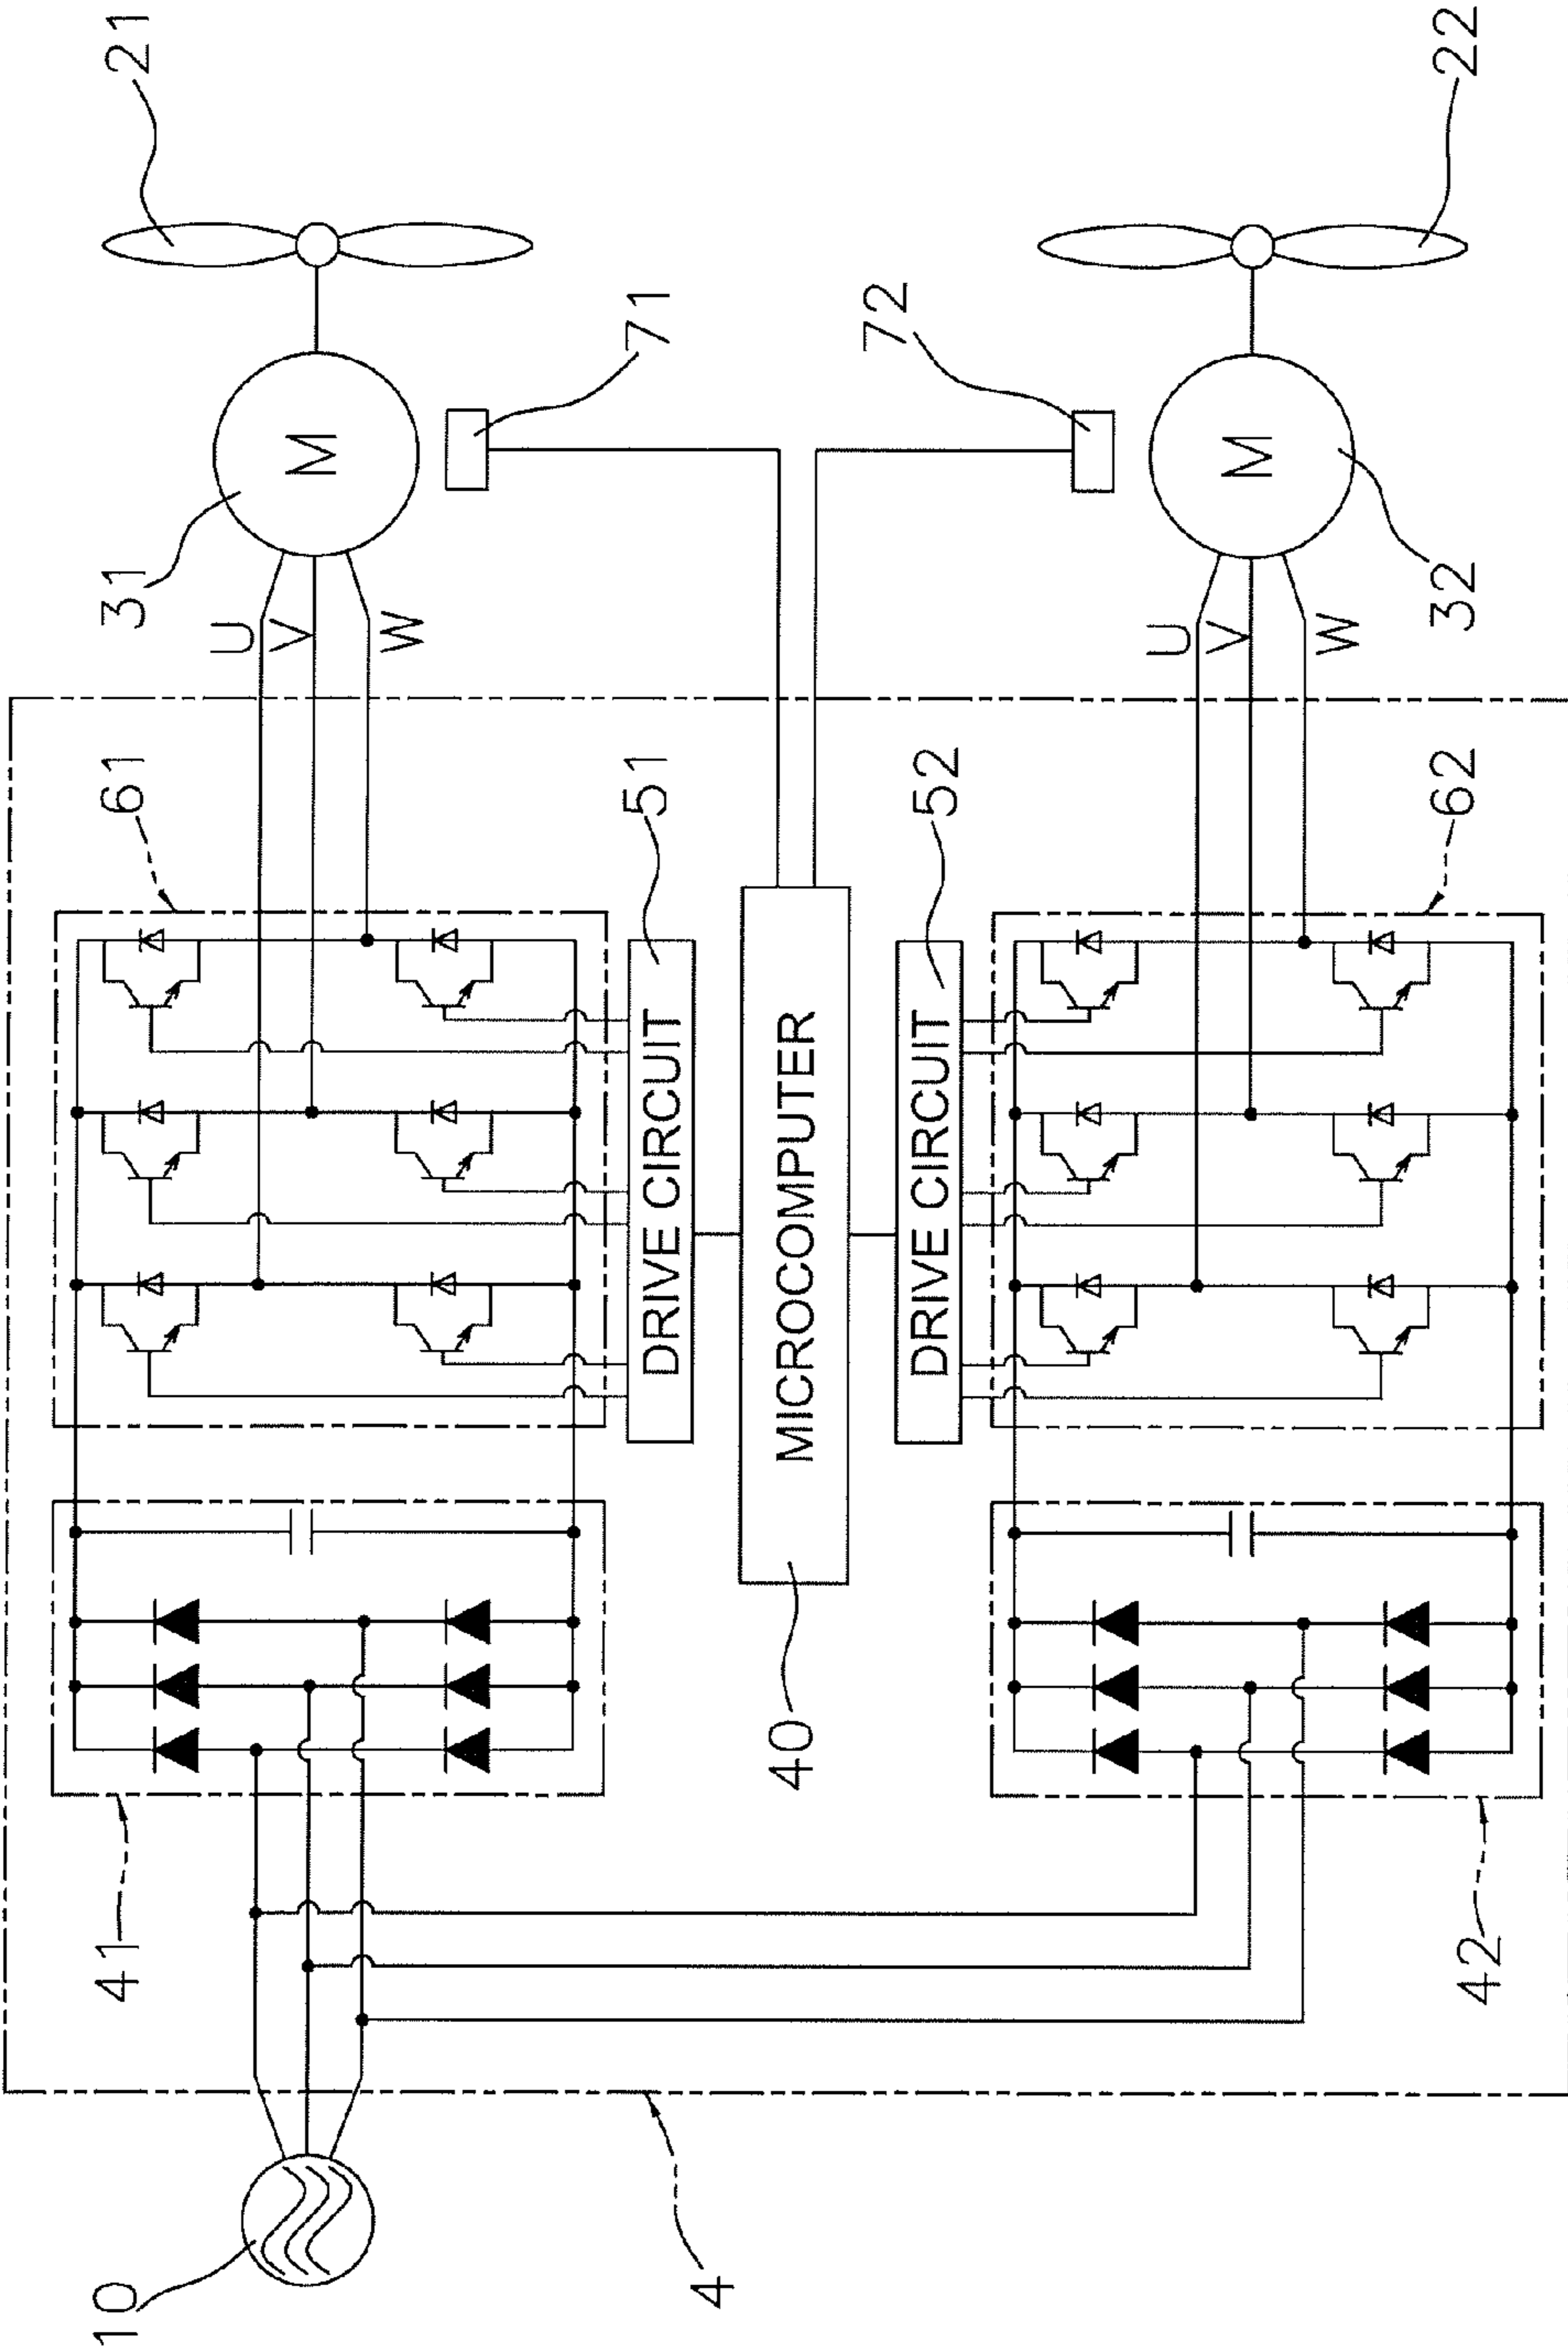 10
41
61
31
21
U
V
M
W
DRIVE CIRCUIT
51
71
4
40
MICROCOMPUTER
72
DRIVE CIRCUIT
52
U
V
M
W
42
62
32
22